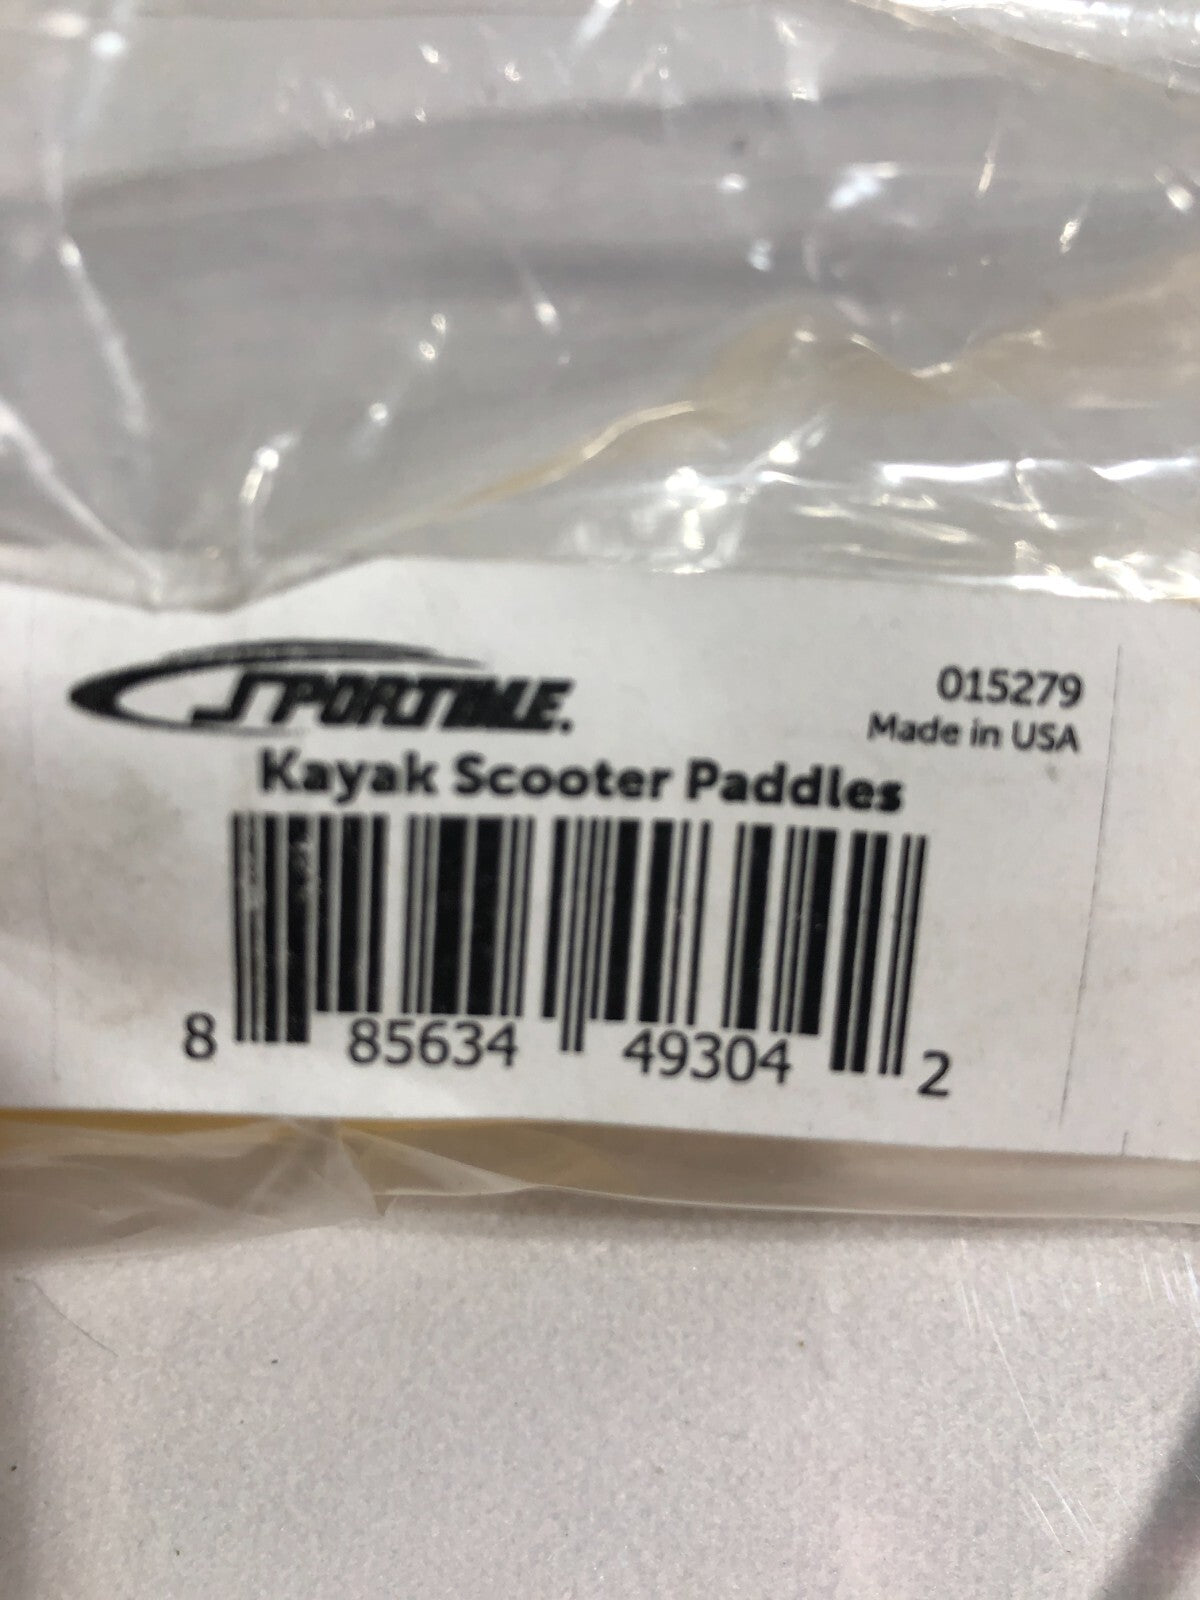 SPORTIME.
015279
Made in USA
Kayak Scooter Paddles
8 85634 49304 2